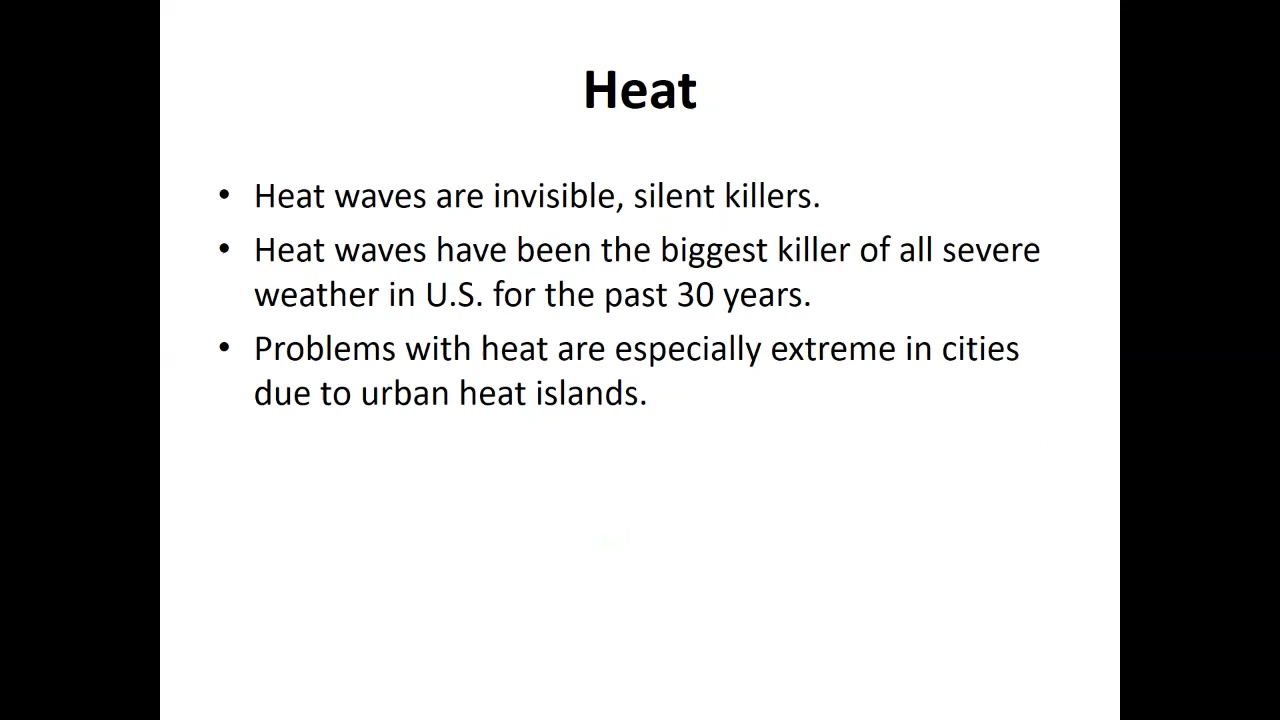 Heat
• Heat waves are invisible, silent killers.
• Heat waves have been the biggest killer of all severe
weather in U.S. for the past 30 years.
• Problems with heat are especially extreme in cities
due to urban heat islands.